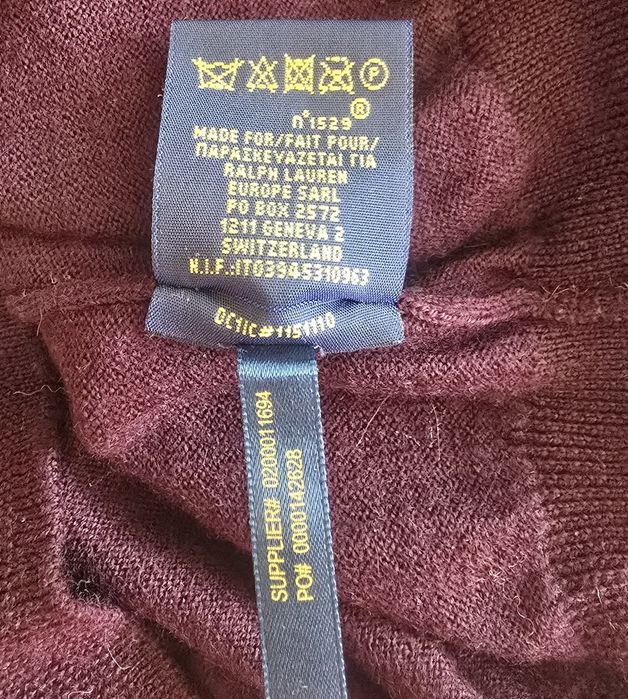 P
®
n°1529
MADE FOR/FAIT POUR/
ΠΑΡΑΣΚΕΥΑΖΕΤΑΙ ΓΙΑ
RALPH LAUREN
EUROPE SARL
PO BOX 2572
1211 GENEVA 2
SWITZERLAND
N.I.F.:IT03945310963
DC1IC#1151110
SUPPLIER# 0200011694
PO# 0000142628